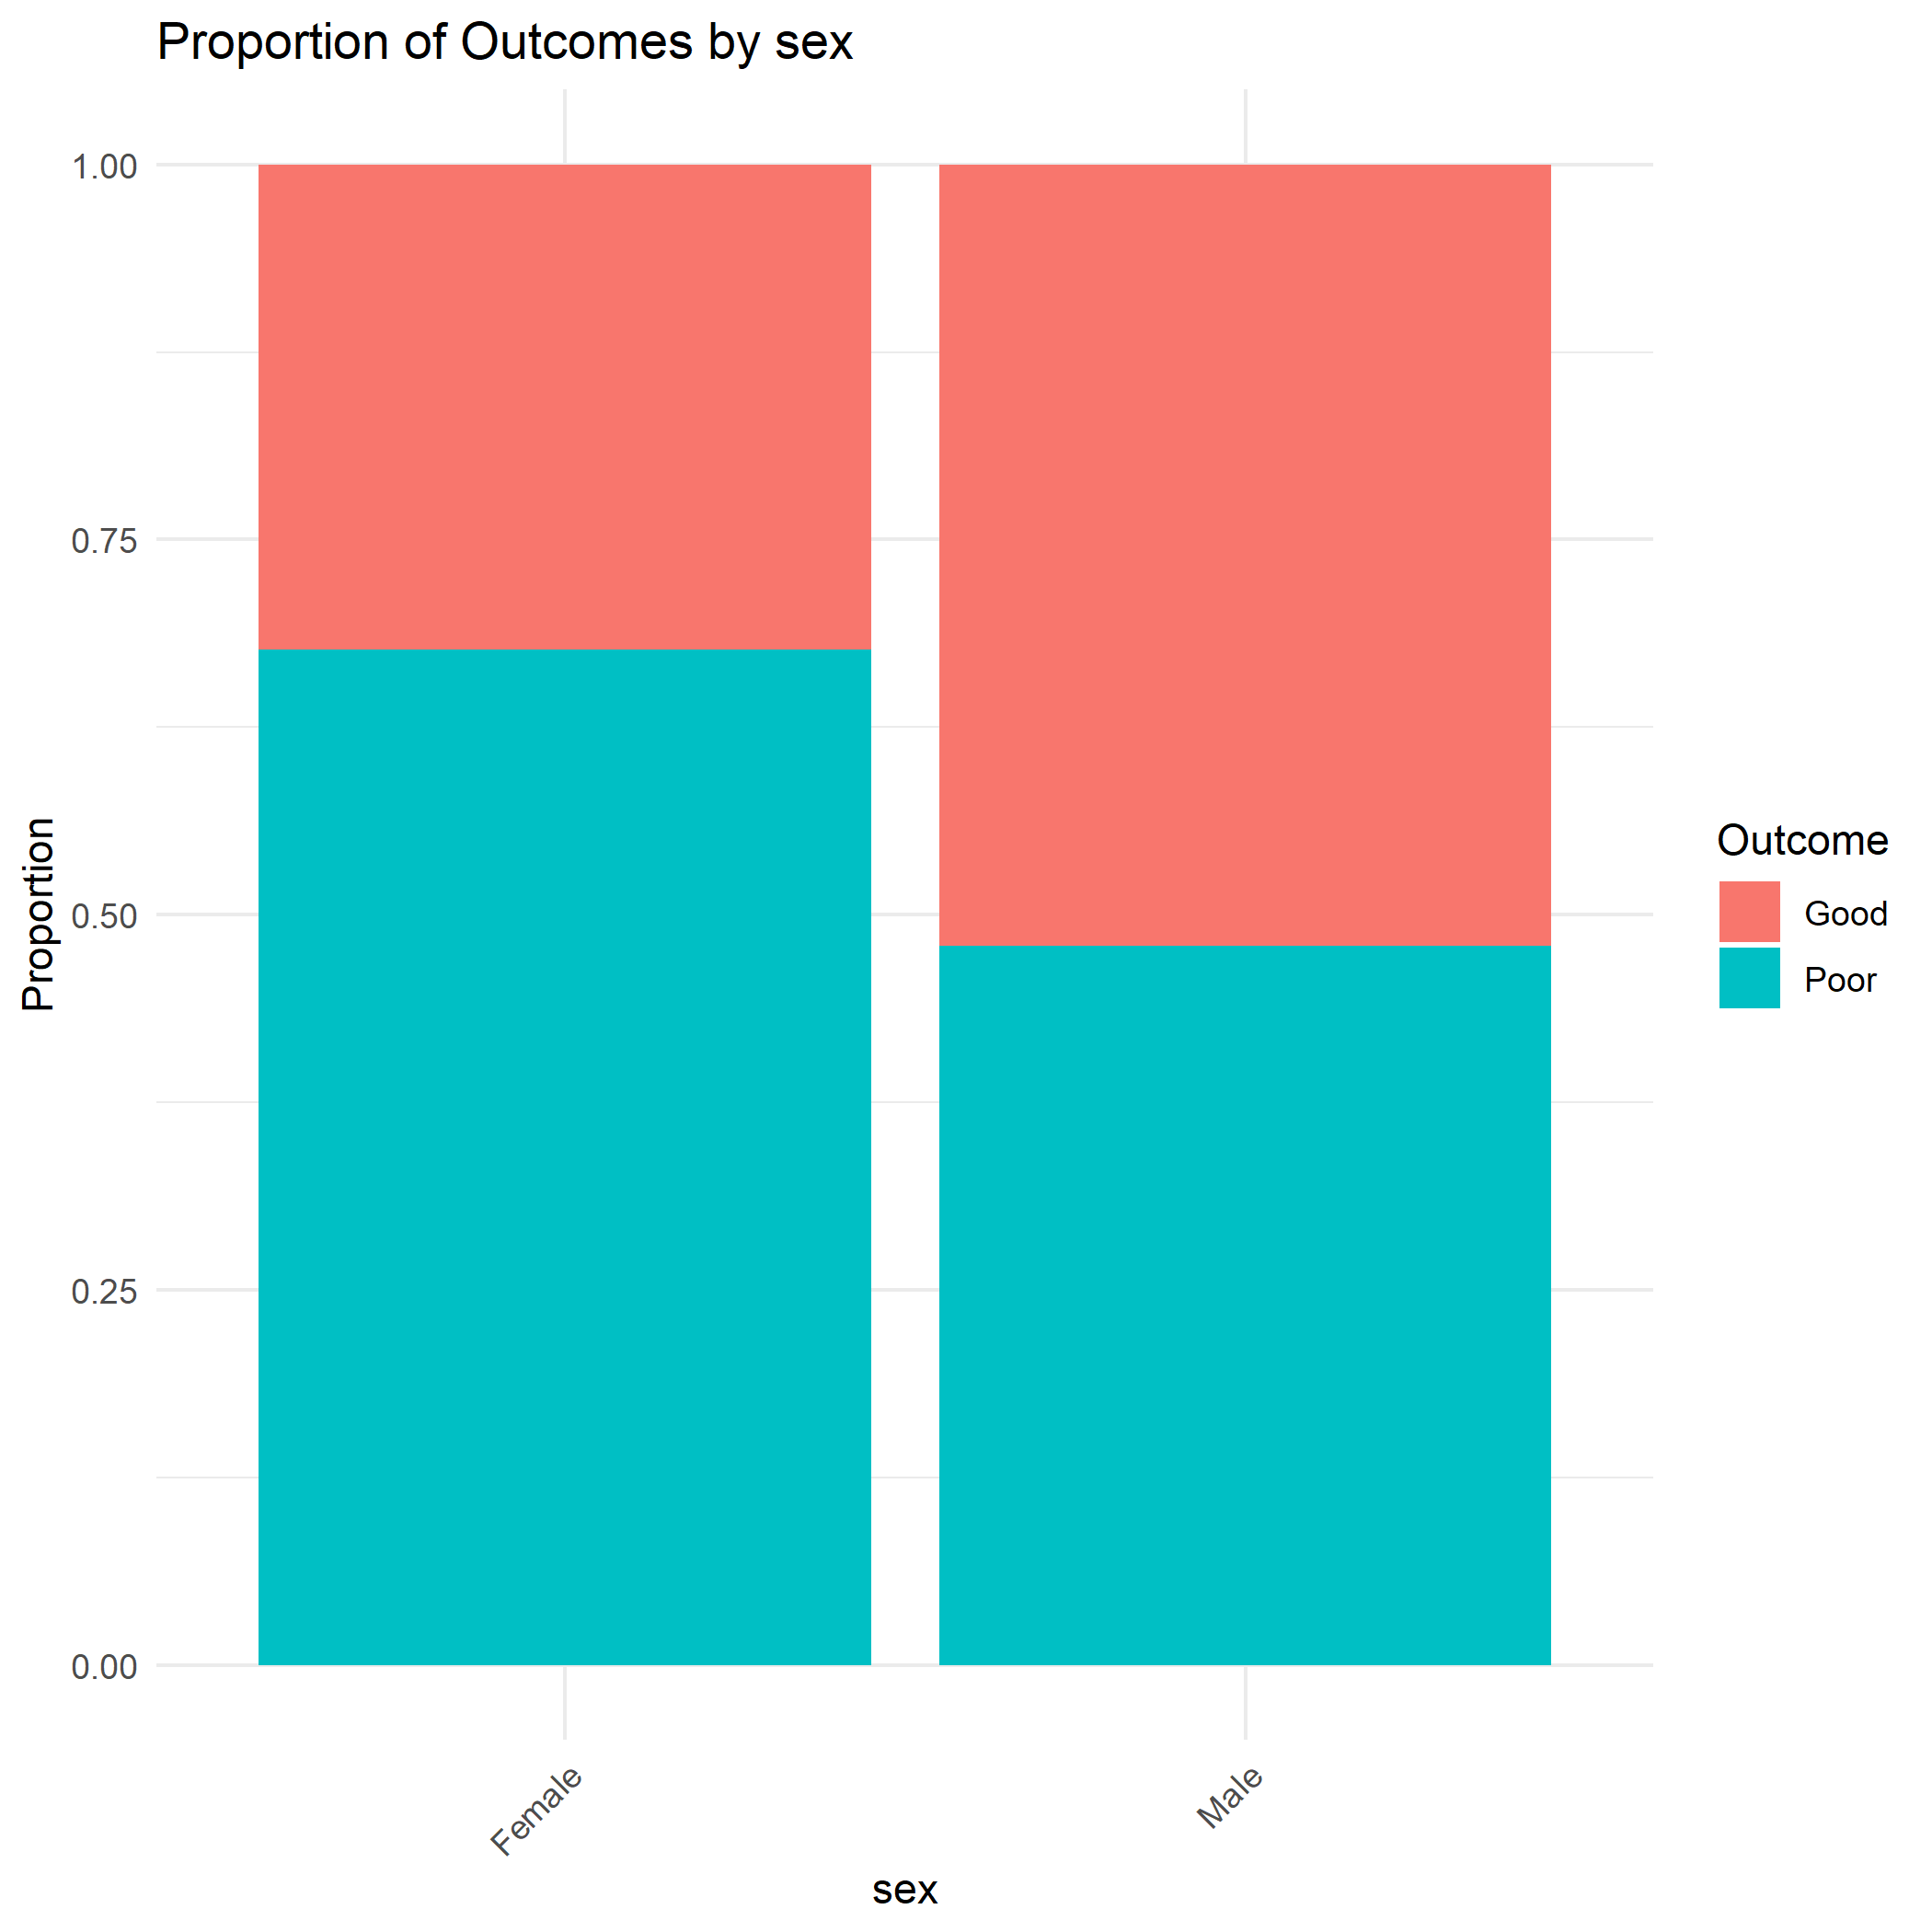 Proportion of Outcomes by sex
1.00
0.75
0.50
0.25
0.00
Proportion
Female
Male
sex
Outcome
Good
Poor